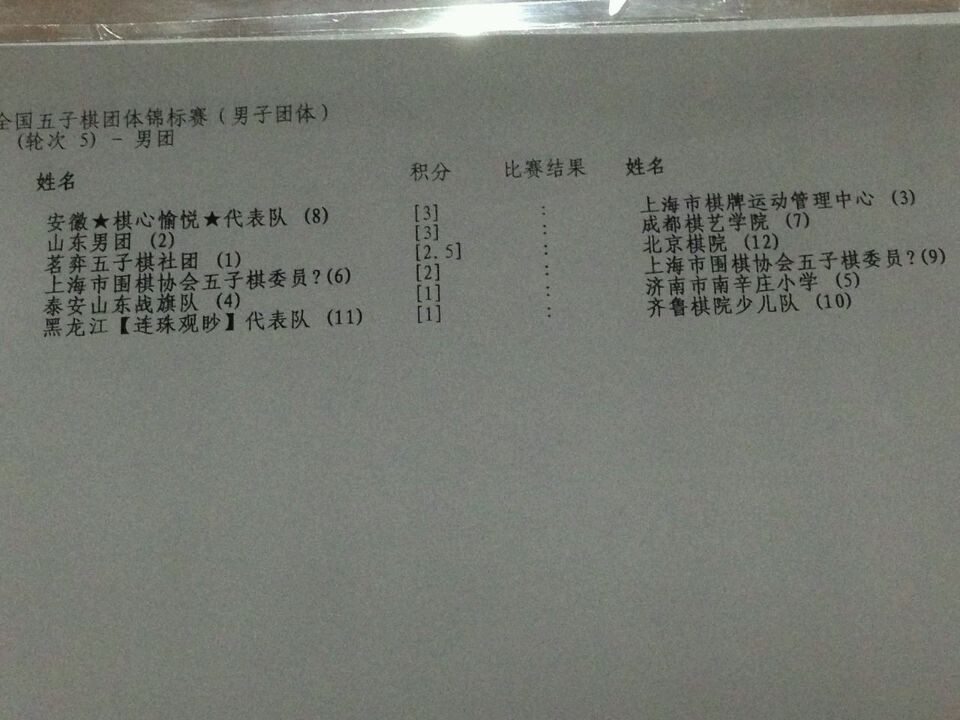 全国五子棋团体锦标赛（男子团体）
(轮次 5) － 男团
姓名 积分 比赛结果 姓名
安徽★棋心愉悦★代表队 (8) [3] : 上海市棋牌运动管理中心 (3)
山东男团 (2) [3] : 成都棋艺学院 (7)
茗弈五子棋社团 (1) [2.5] : 北京棋院 (12)
上海市围棋协会五子棋委员?(6) [2] : 上海市围棋协会五子棋委员?(9)
泰安山东战旗队 (4) [1] : 济南市南辛庄小学 (5)
黑龙江【连珠观眇】代表队 (11) [1] : 齐鲁棋院少儿队 (10)